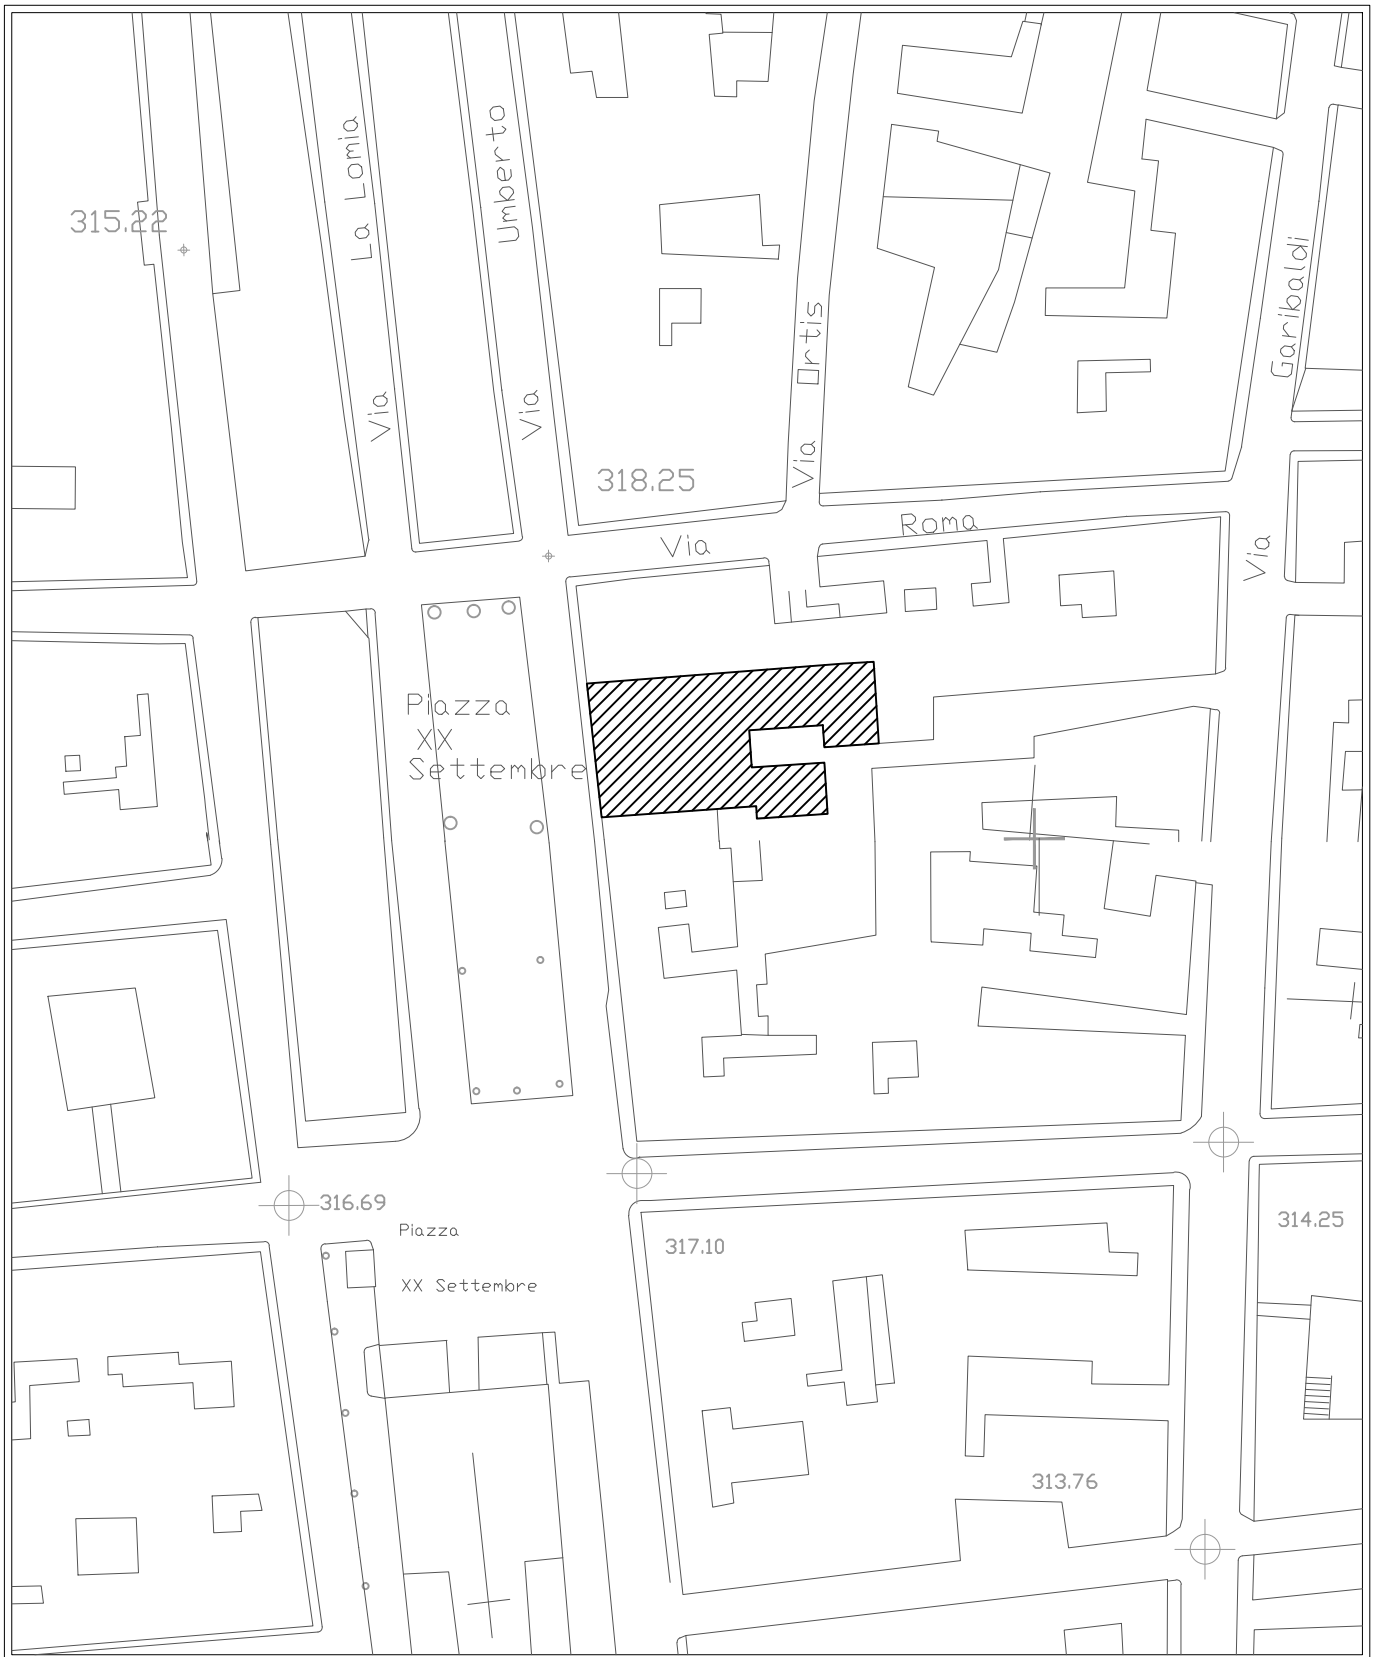 La Lomia
Umberto
315.22
Garibaldi
Via
Via
Via Ortis
318.25
Via Roma
Via
Piazza
XX
Settembre
316.69
Piazza
XX Settembre
317.10
314.25
313.76